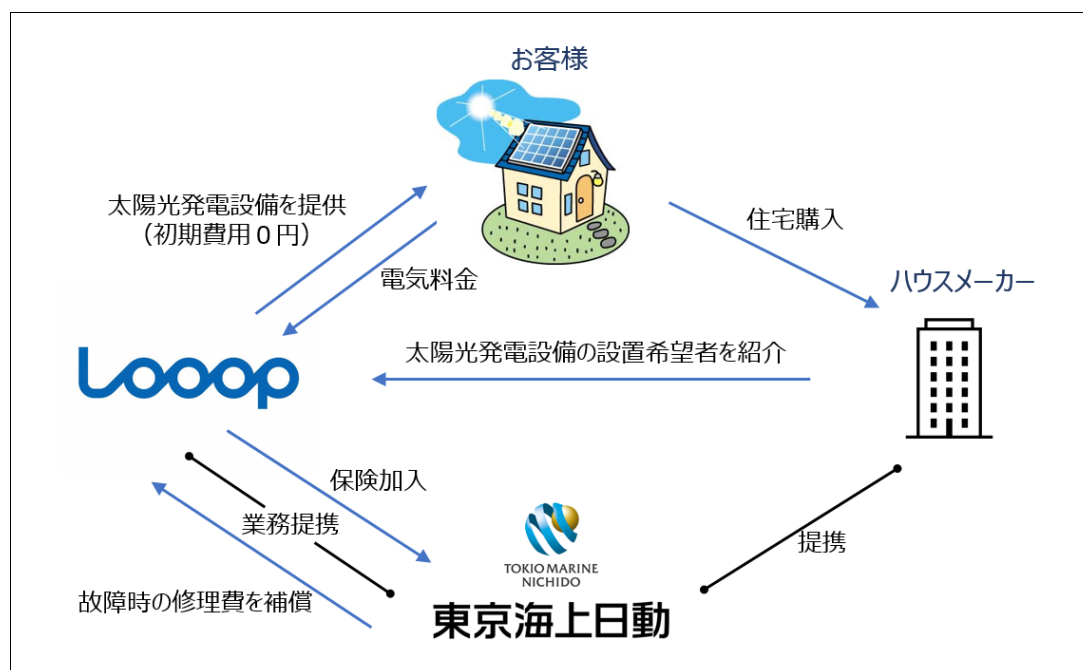 お客様
太陽光発電設備を提供
（初期費用０円）
電気料金
住宅購入
ハウスメーカー
太陽光発電設備の設置希望者を紹介
Looop
保険加入
業務提携
故障時の修理費を補償
TOKIO MARINE
NICHIDO
東京海上日動
提携